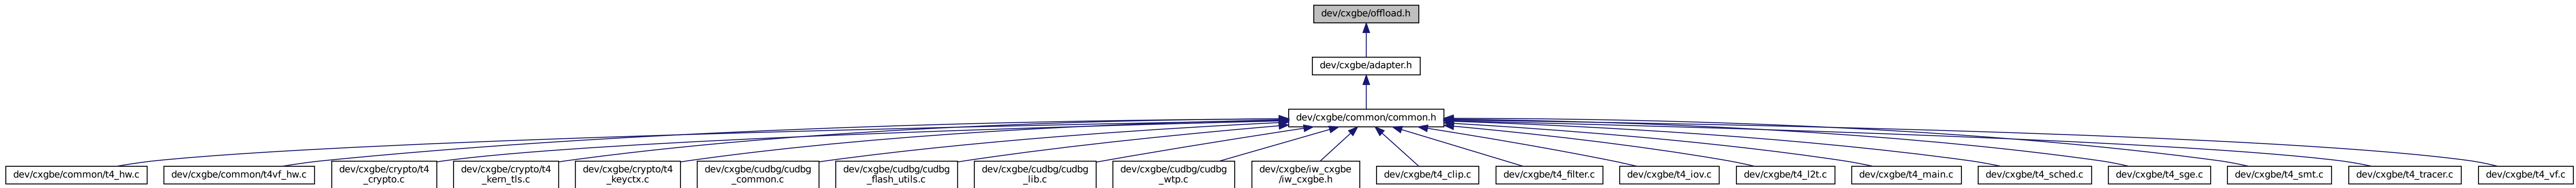 dev/cxgbe/offload.h
dev/cxgbe/adapter.h
dev/cxgbe/common/common.h
dev/cxgbe/common/t4_hw.c
dev/cxgbe/common/t4vf_hw.c
dev/cxgbe/crypto/t4
_crypto.c
dev/cxgbe/crypto/t4
_kern_tls.c
dev/cxgbe/crypto/t4
_keyctx.c
dev/cxgbe/cudbg/cudbg
_common.c
dev/cxgbe/cudbg/cudbg
_flash_utils.c
dev/cxgbe/cudbg/cudbg
_lib.c
dev/cxgbe/cudbg/cudbg
_wtp.c
dev/cxgbe/iw_cxgbe
/iw_cxgbe.h
dev/cxgbe/t4_clip.c
dev/cxgbe/t4_filter.c
dev/cxgbe/t4_iov.c
dev/cxgbe/t4_l2t.c
dev/cxgbe/t4_main.c
dev/cxgbe/t4_sched.c
dev/cxgbe/t4_sge.c
dev/cxgbe/t4_smt.c
dev/cxgbe/t4_tracer.c
dev/cxgbe/t4_vf.c